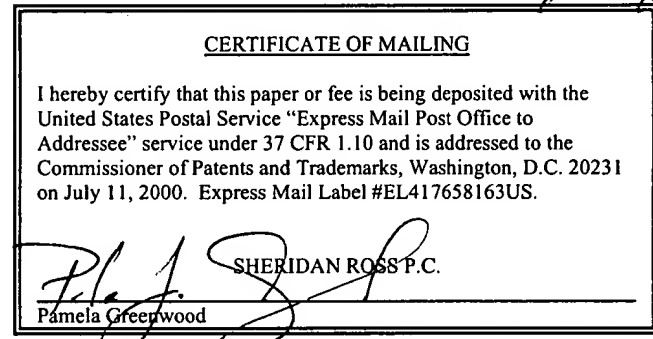 CERTIFICATE OF MAILING
I hereby certify that this paper or fee is being deposited with the
United States Postal Service "Express Mail Post Office to
Addressee" service under 37 CFR 1.10 and is addressed to the
Commissioner of Patents and Trademarks, Washington, D.C. 20231
on July 11, 2000. Express Mail Label #EL417658163US.
SHERIDAN ROSS P.C.
Pamela Greenwood